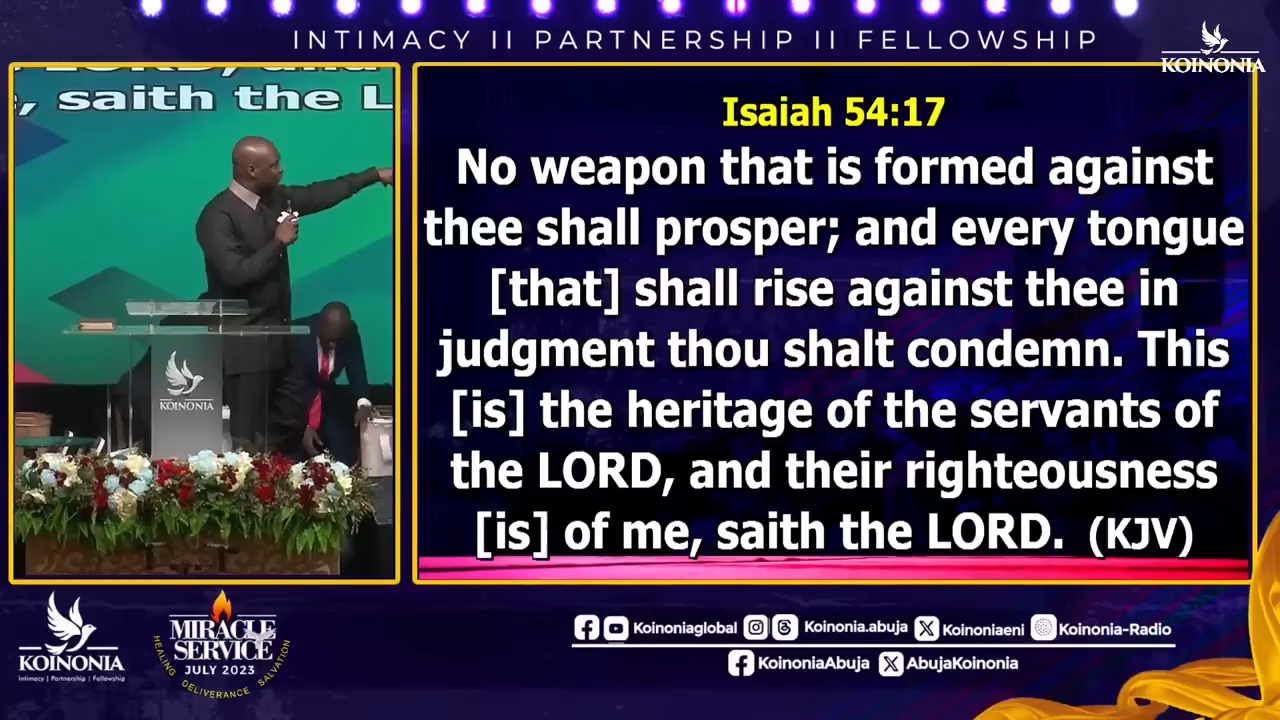 INTIMACY II PARTNERSHIP II FELLOWSHIP
KOINONIA
LORD, and
, saith the L
KOINONIA
Isaiah 54:17
No weapon that is formed against
thee shall prosper; and every tongue
[that] shall rise against thee in
judgment thou shalt condemn. This
[is] the heritage of the servants of
the LORD, and their righteousness
[is] of me, saith the LORD. (KJV)
KOINONIA
Intimacy | Partnership | Fellowship
MIRACLE
SERVICE
JULY 2023
HEALING DELIVERANCE SALVATION
Koinoniaglobal Koinonia.abuja Koinoniaeni Koinonia-Radio
KoinoniaAbuja AbujaKoinonia